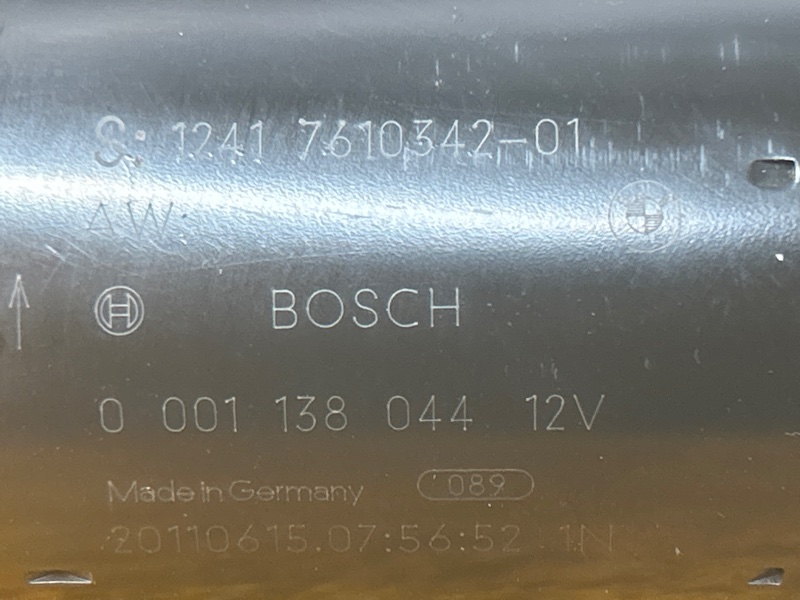 S: 1241 7610342-01
AW
BOSCH
0 001 138 044 12V
Made in Germany 089
20110615.07:56:52 1N